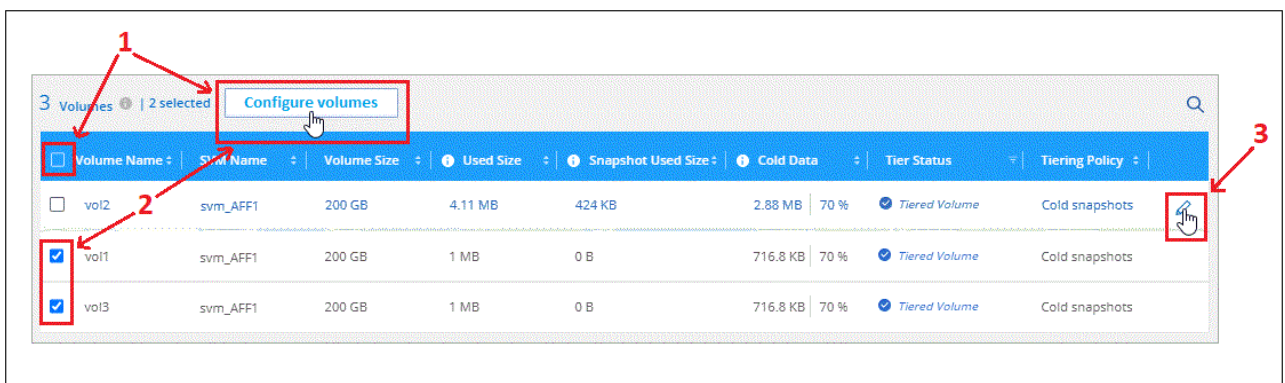 1
3 Volumes | 2 selected Configure volumes
3
Volume Name SVM Name Volume Size Used Size Snapshot Used Size Cold Data Tier Status Tiering Policy
2
vol2 svm_AFF1 200 GB 4.11 MB 424 KB 2.88 MB 70 % Tiered Volume Cold snapshots
vol1 svm_AFF1 200 GB 1 MB 0 B 716.8 KB 70 % Tiered Volume Cold snapshots
vol3 svm_AFF1 200 GB 1 MB 0 B 716.8 KB 70 % Tiered Volume Cold snapshots